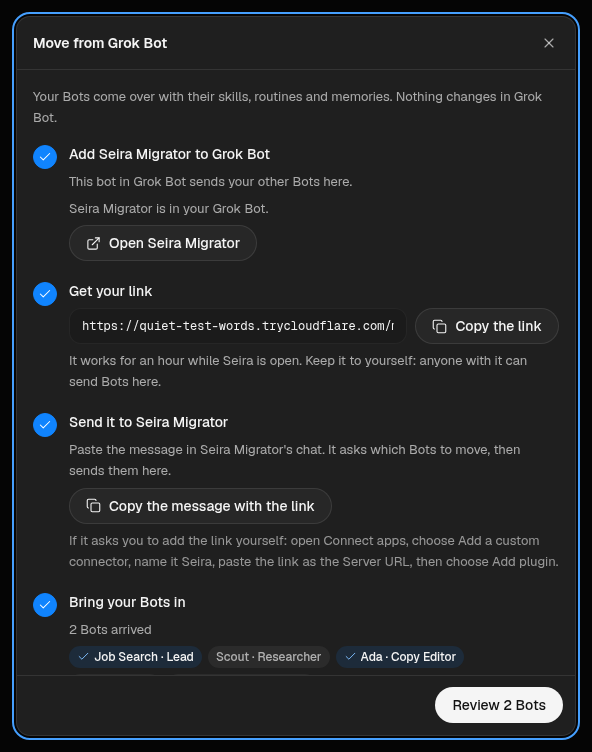 Move from Grok Bot
Your Bots come over with their skills, routines and memories. Nothing changes in Grok
Bot.
Add Seira Migrator to Grok Bot
This bot in Grok Bot sends your other Bots here.
Seira Migrator is in your Grok Bot.
Open Seira Migrator
Get your link
https://quiet-test-words.trycloudflare.com/
Copy the link
It works for an hour while Seira is open. Keep it to yourself: anyone with it can
send Bots here.
Send it to Seira Migrator
Paste the message in Seira Migrator's chat. It asks which Bots to move, then
sends them here.
Copy the message with the link
If it asks you to add the link yourself: open Connect apps, choose Add a custom
connector, name it Seira, paste the link as the Server URL, then choose Add plugin.
Bring your Bots in
2 Bots arrived
Job Search · Lead
Scout · Researcher
Ada · Copy Editor
Review 2 Bots